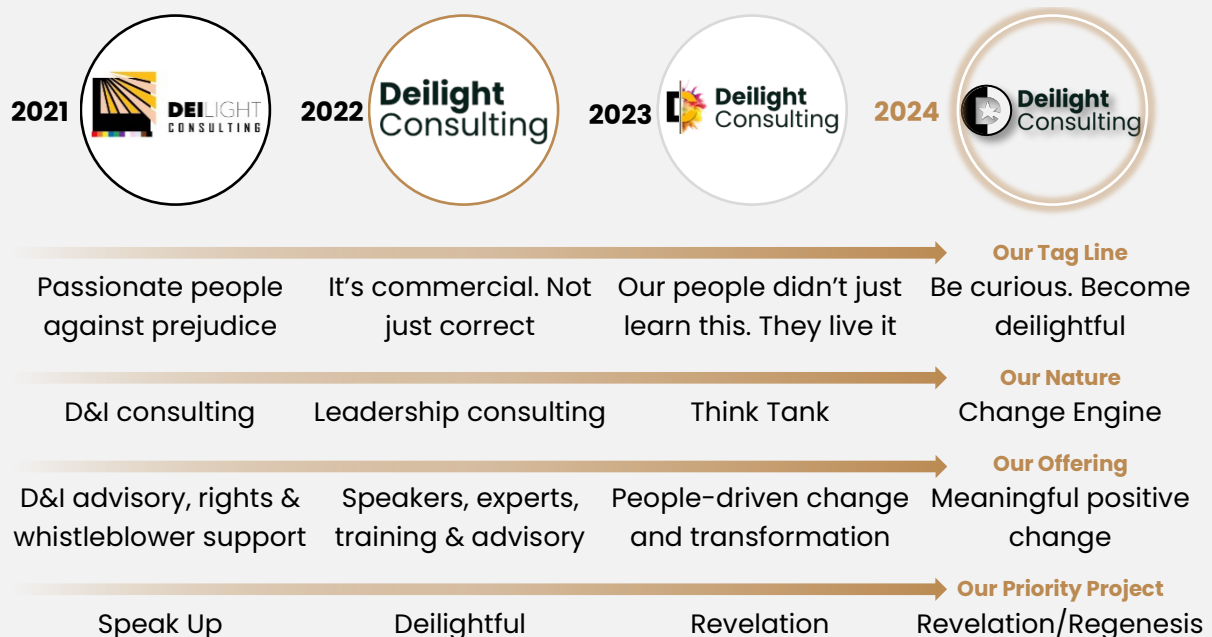 2021
DEILIGHT
CONSULTING
2022
Deilight
Consulting
2023
Deilight
Consulting
2024
Deilight
Consulting
Our Tag Line
Passionate people
against prejudice
It’s commercial. Not
just correct
Our people didn’t just
learn this. They live it
Be curious. Become
deilightful
Our Nature
D&I consulting
Leadership consulting
Think Tank
Change Engine
Our Offering
D&I advisory, rights &
whistleblower support
Speakers, experts,
training & advisory
People-driven change
and transformation
Meaningful positive
change
Our Priority Project
Speak Up
Deilightful
Revelation
Revelation/Regenesis